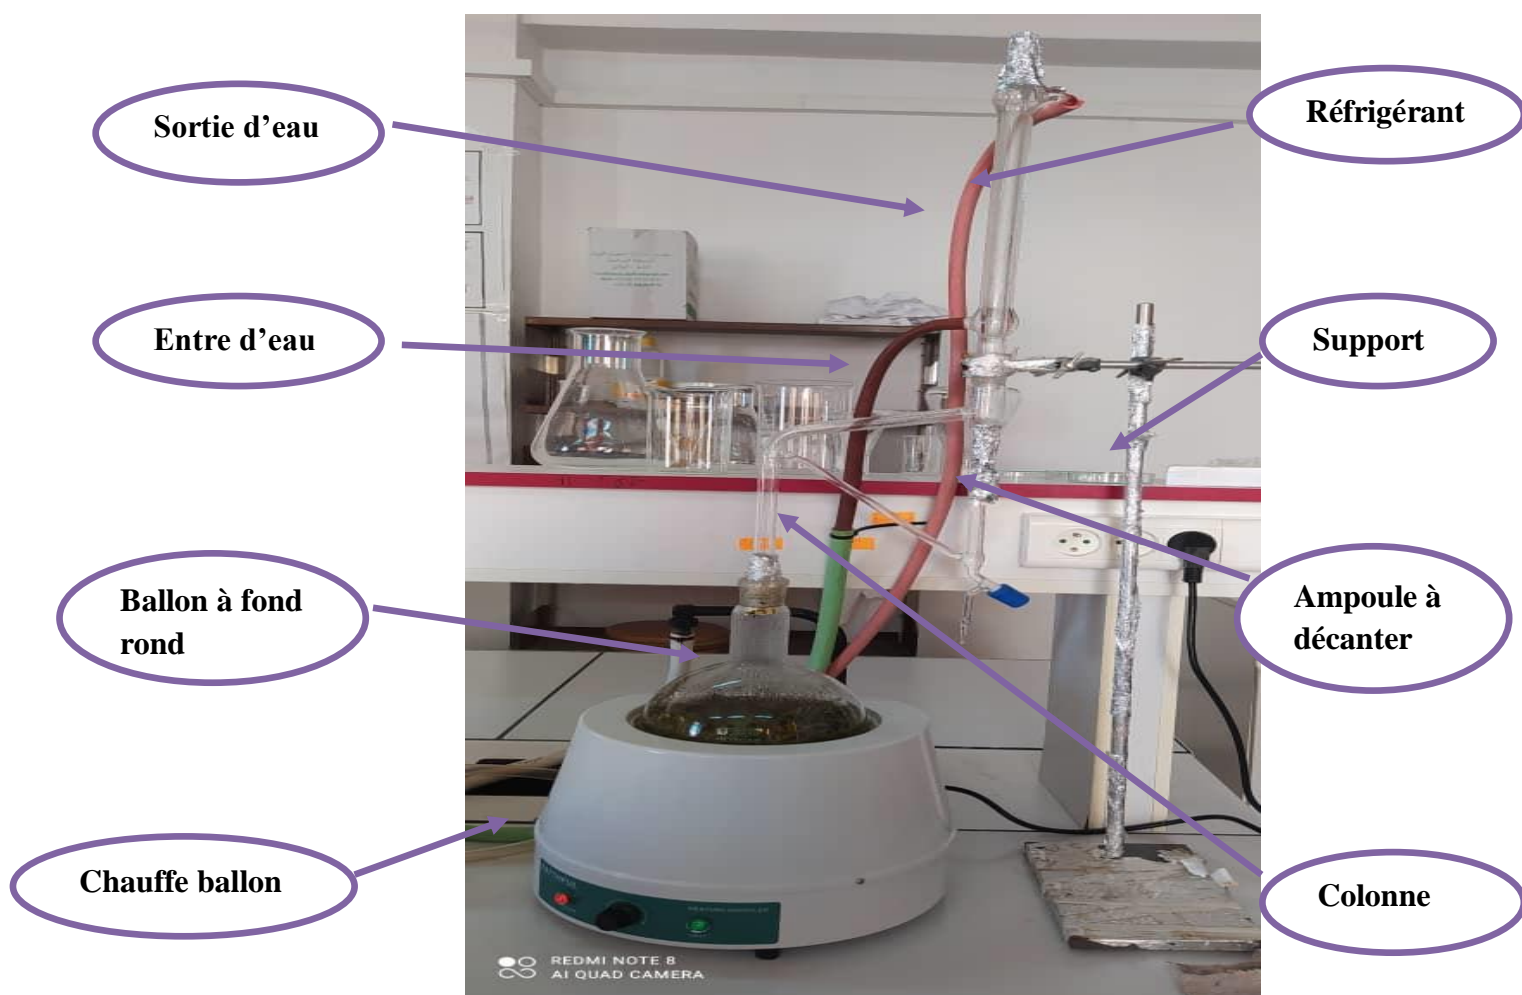 Sortie d’eau
Réfrigérant
Entre d’eau
Support
Ballon à fond
rond
Ampoule à
décanter
Chauffe ballon
Colonne
REDMI NOTE 8
AI QUAD CAMERA